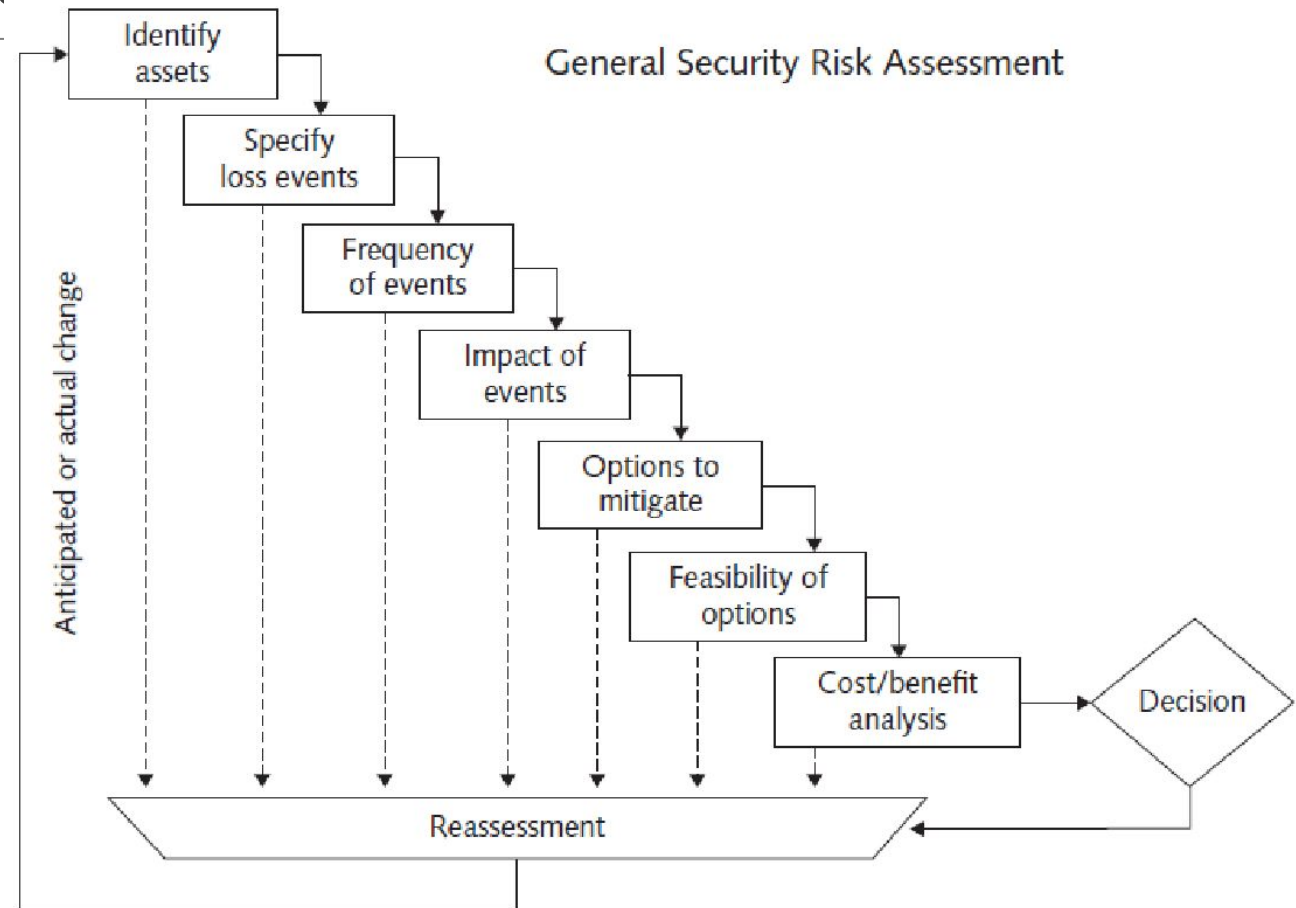 General Security Risk Assessment
Identify
assets
Specify
loss events
Frequency
of events
Impact of
events
Options to
mitigate
Feasibility of
options
Cost/benefit
analysis
Decision
Reassessment
Anticipated or actual change